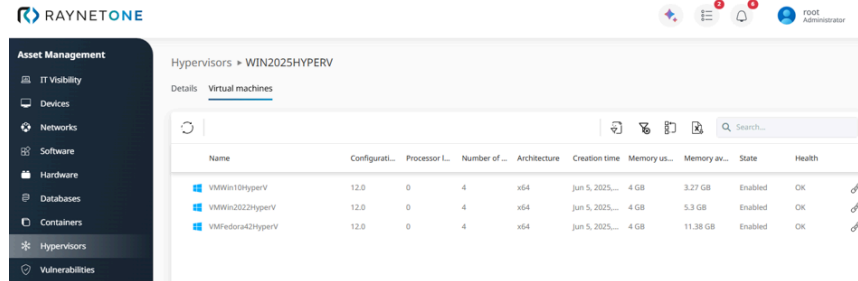 RAYNETONE
2
6
root
Administrator
Asset Management
IT Visibility
Devices
Networks
Software
Hardware
Databases
Containers
Hypervisors
Vulnerabilities
Hypervisors ▸ WIN2025HYPERV
Details Virtual machines
Search...
Name Configurati... Processor l... Number of ... Architecture Creation time Memory us... Memory av... State Health
VMWin10HyperV 12.0 0 4 x64 Jun 5, 2025,... 4 GB 3.27 GB Enabled OK
VMWin2022HyperV 12.0 0 4 x64 Jun 5, 2025,... 4 GB 5.3 GB Enabled OK
VMFedora42HyperV 12.0 0 4 x64 Jun 5, 2025,... 4 GB 11.38 GB Enabled OK